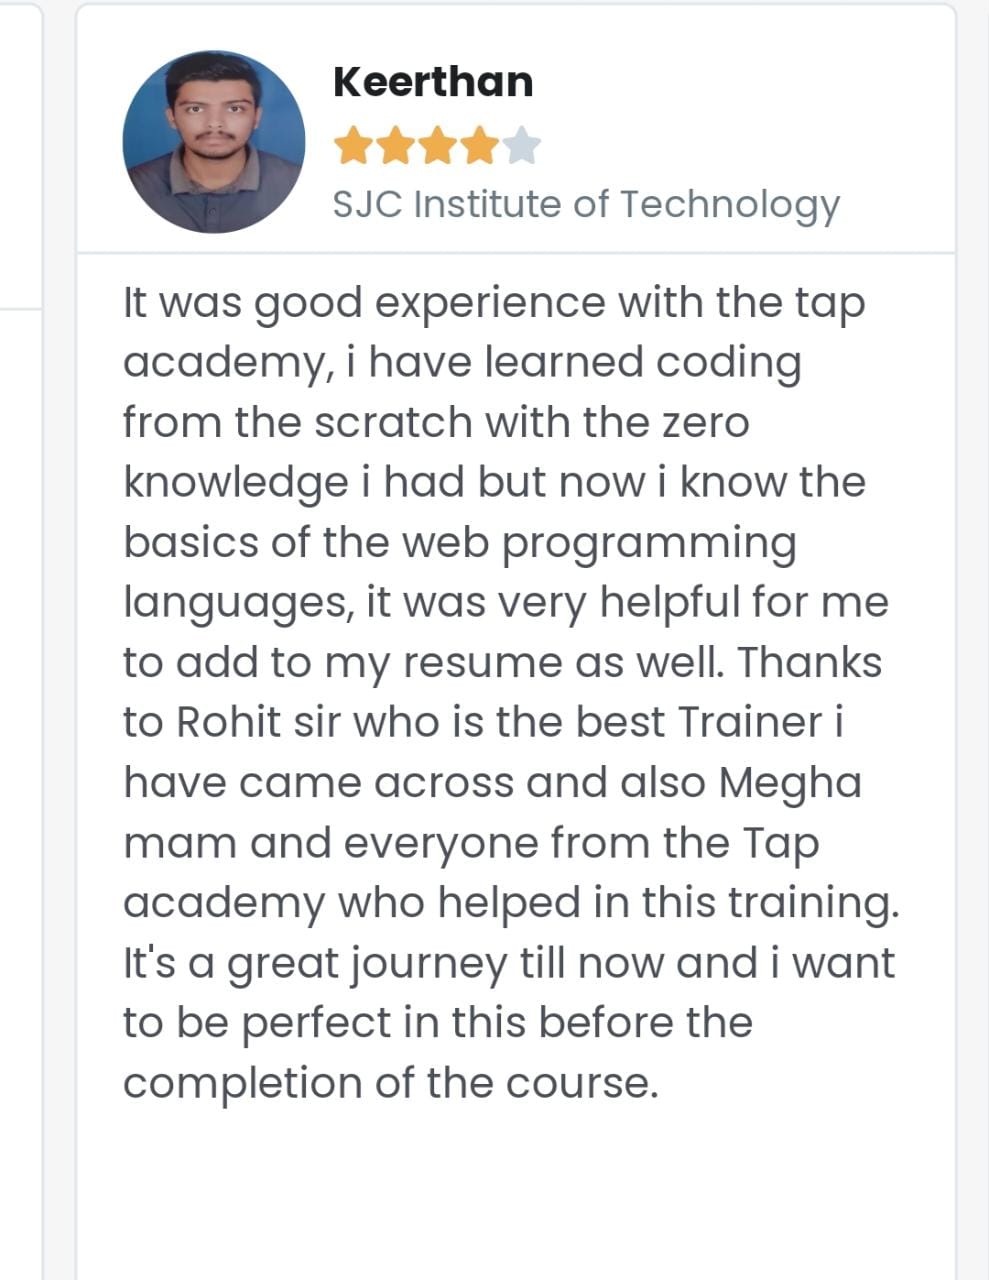 Keerthan
SJC Institute of Technology
It was good experience with the tap
academy, i have learned coding
from the scratch with the zero
knowledge i had but now i know the
basics of the web programming
languages, it was very helpful for me
to add to my resume as well. Thanks
to Rohit sir who is the best Trainer i
have came across and also Megha
mam and everyone from the Tap
academy who helped in this training.
It's a great journey till now and i want
to be perfect in this before the
completion of the course.